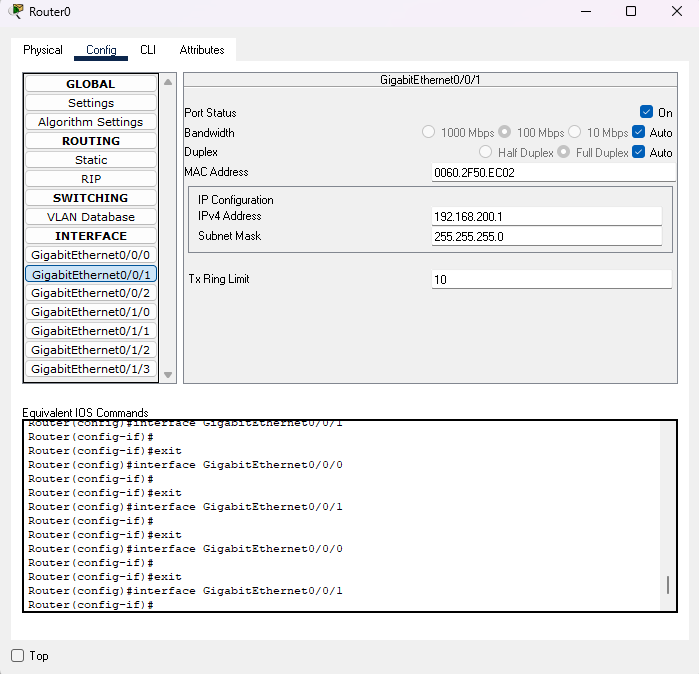 Router0
Physical Config CLI Attributes
GLOBAL
Settings
Algorithm Settings
ROUTING
Static
RIP
SWITCHING
VLAN Database
INTERFACE
GigabitEthernet0/0/0
GigabitEthernet0/0/1
GigabitEthernet0/0/2
GigabitEthernet0/1/0
GigabitEthernet0/1/1
GigabitEthernet0/1/2
GigabitEthernet0/1/3
GigabitEthernet0/0/1
Port Status On
Bandwidth 1000 Mbps 100 Mbps 10 Mbps Auto
Duplex Half Duplex Full Duplex Auto
MAC Address 0060.2F50.EC02
IP Configuration
IPv4 Address 192.168.200.1
Subnet Mask 255.255.255.0
Tx Ring Limit 10
Equivalent IOS Commands
Router(config)#interface GigabitEthernet0/0/1
Router(config-if)#
Router(config-if)#exit
Router(config)#interface GigabitEthernet0/0/0
Router(config-if)#
Router(config-if)#exit
Router(config)#interface GigabitEthernet0/0/1
Router(config-if)#
Router(config-if)#exit
Router(config)#interface GigabitEthernet0/0/0
Router(config-if)#
Router(config-if)#exit
Router(config)#interface GigabitEthernet0/0/1
Router(config-if)#
Top